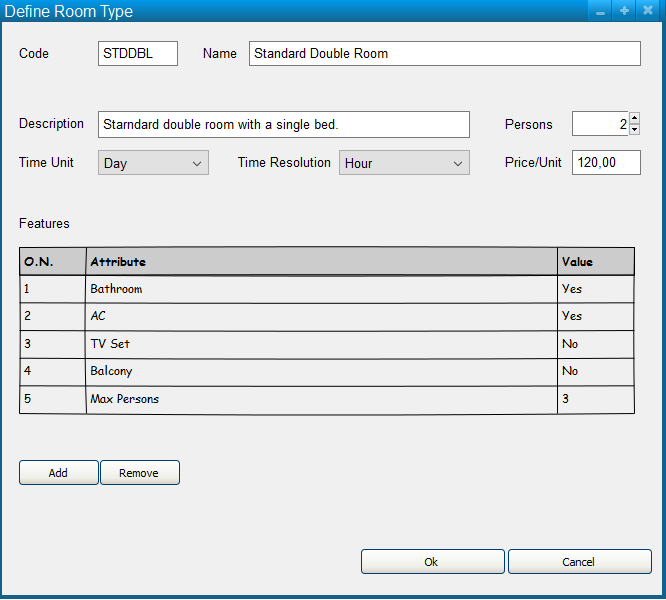 Define Room Type
Code STDDBL Name Standard Double Room
Description Starndard double room with a single bed. Persons 2
Time Unit Day Time Resolution Hour Price/Unit 120,00
Features
O.N. Attribute Value
1 Bathroom Yes
2 AC Yes
3 TV Set No
4 Balcony No
5 Max Persons 3
Add Remove
Ok Cancel